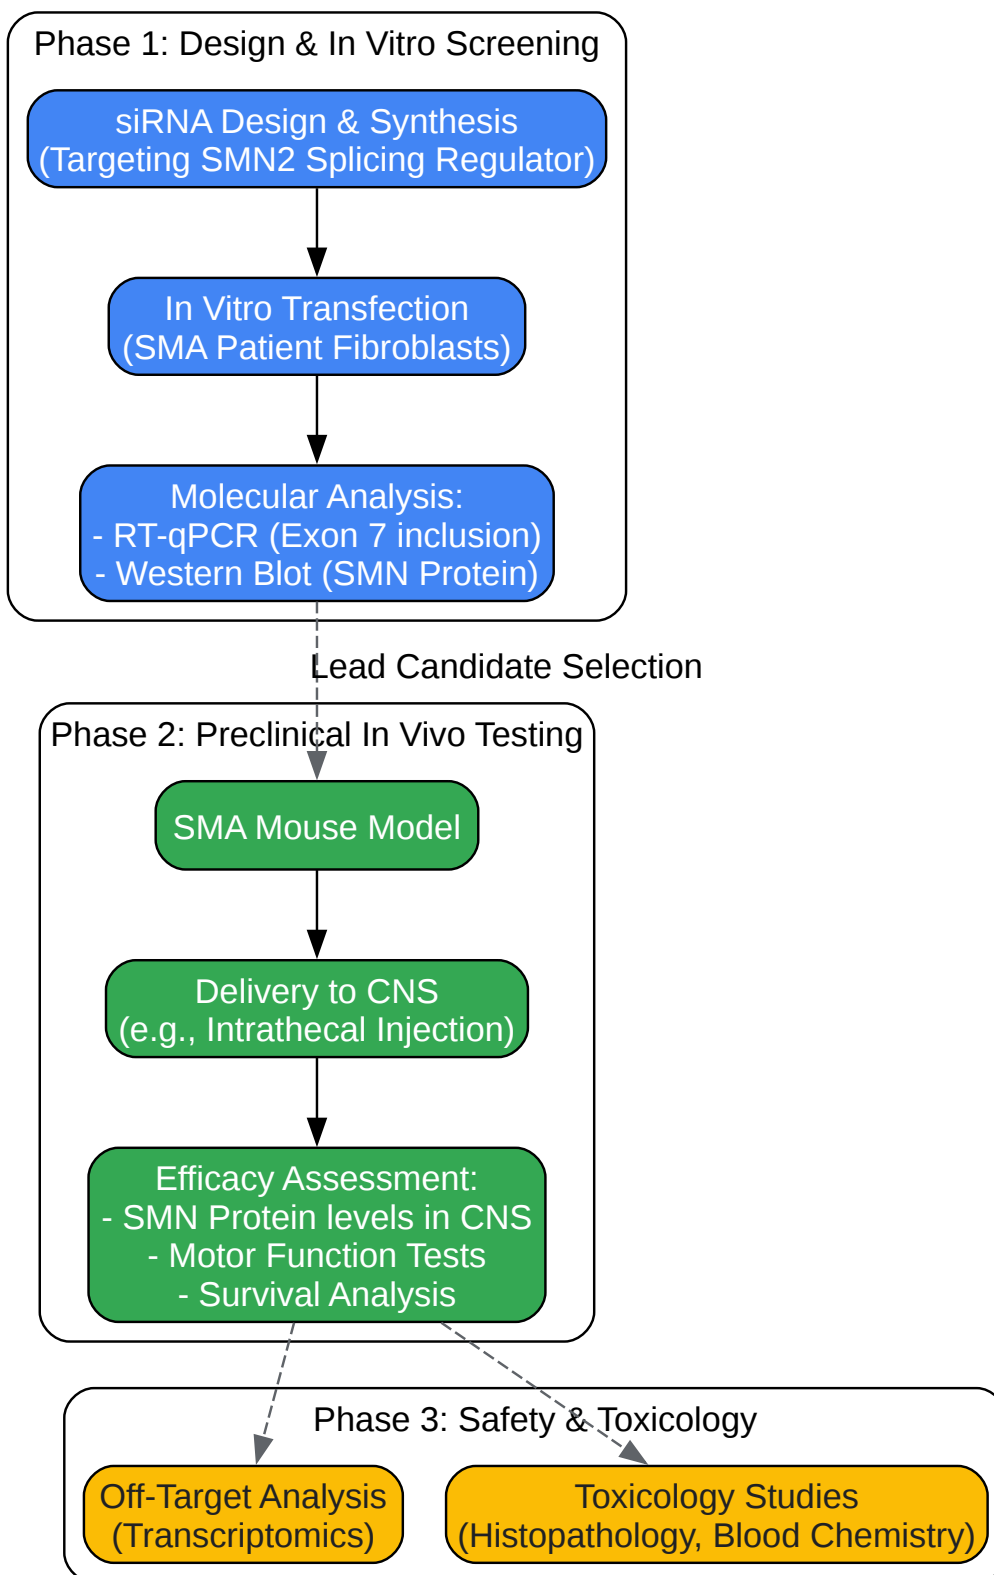 Phase 1: Design & In Vitro Screening
siRNA Design & Synthesis
(Targeting SMN2 Splicing Regulator)
In Vitro Transfection
(SMA Patient Fibroblasts)
Molecular Analysis:
- RT-qPCR (Exon 7 inclusion)
- Western Blot (SMN Protein)
Lead Candidate Selection
Phase 2: Preclinical In Vivo Testing
SMA Mouse Model
Delivery to CNS
(e.g., Intrathecal Injection)
Efficacy Assessment:
- SMN Protein levels in CNS
- Motor Function Tests
- Survival Analysis
Phase 3: Safety & Toxicology
Off-Target Analysis
(Transcriptomics)
Toxicology Studies
(Histopathology, Blood Chemistry)